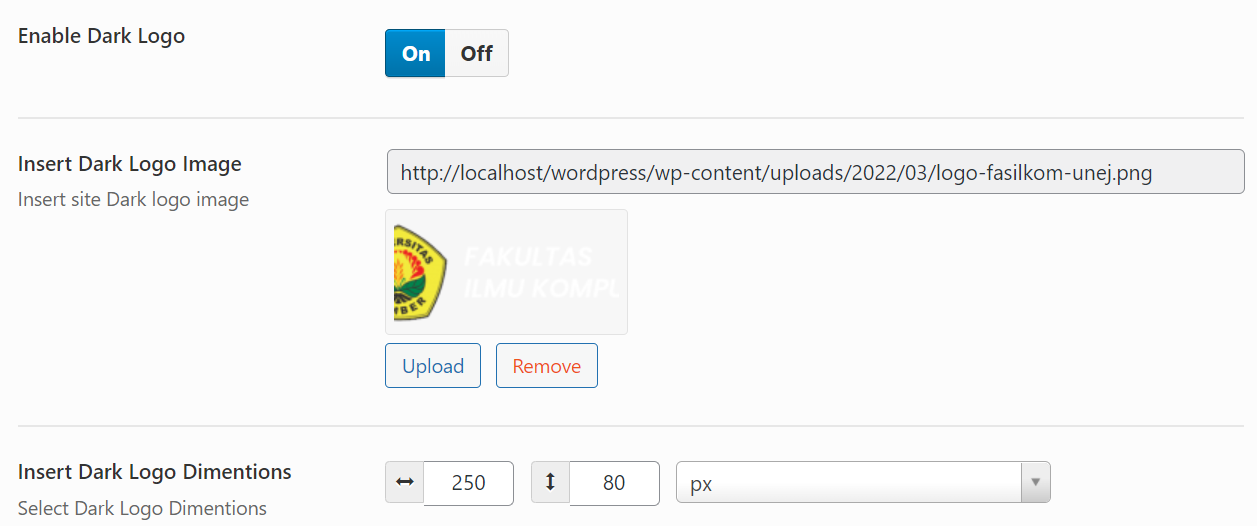 Enable Dark Logo
On Off
Insert Dark Logo Image
Insert site Dark logo image
http://localhost/wordpress/wp-content/uploads/2022/03/logo-fasilkom-unej.png
ERSITAS
FAKULTAS
ILMU KOMPU
MBER
Upload Remove
Insert Dark Logo Dimentions
Select Dark Logo Dimentions
250 80 px